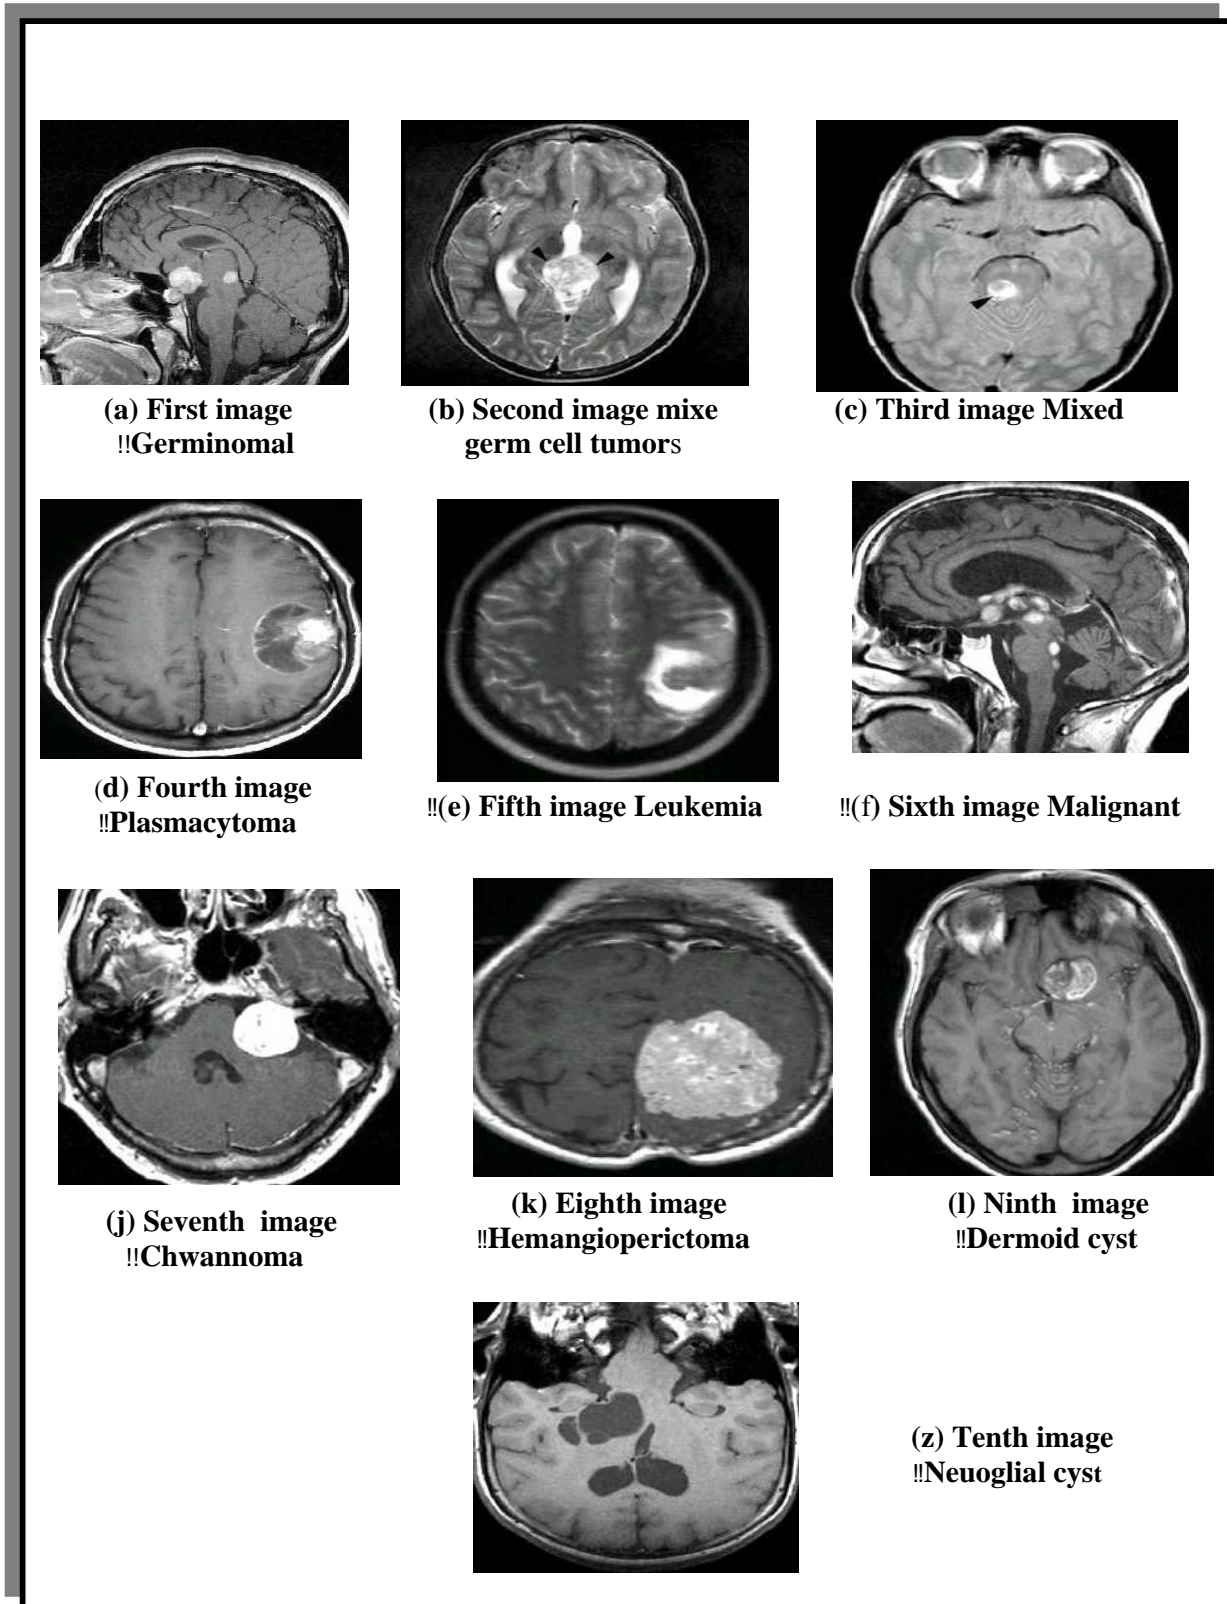 (a) First image
‼Germinomal
(b) Second image mixe
germ cell tumors
(c) Third image Mixed
(d) Fourth image
‼Plasmacytoma
‼(e) Fifth image Leukemia
‼(f) Sixth image Malignant
(j) Seventh  image
‼Chwannoma
(k) Eighth image
‼Hemangioperictoma
(l) Ninth  image
‼Dermoid cyst
(z) Tenth image
‼Neuoglial cyst